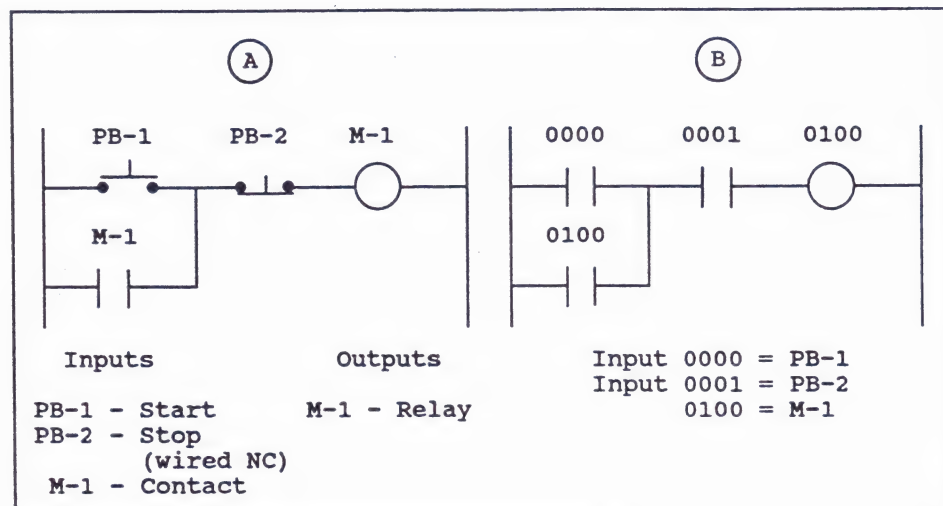 A
B
PB-1 PB-2 M-1
0000 0001 0100
M-1
0100
Inputs Outputs
PB-1 - Start M-1 - Relay
PB-2 - Stop
(wired NC)
M-1 - Contact
Input 0000 = PB-1
Input 0001 = PB-2
0100 = M-1